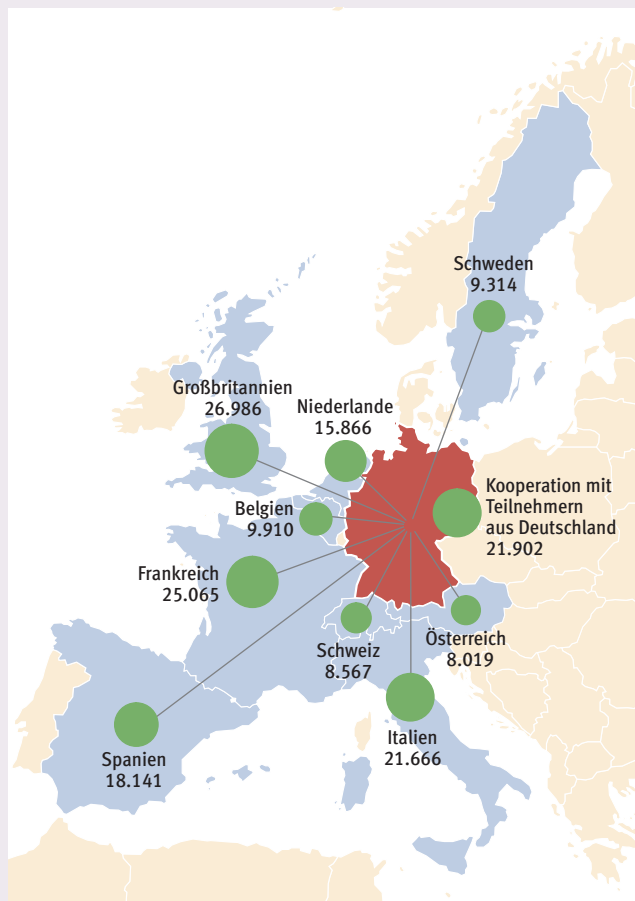 Schweden
9.314
Großbritannien
26.986
Niederlande
15.866
Kooperation mit
Teilnehmern
aus Deutschland
21.902
Belgien
9.910
Frankreich
25.065
Schweiz
8.567
Österreich
8.019
Italien
21.666
Spanien
18.141